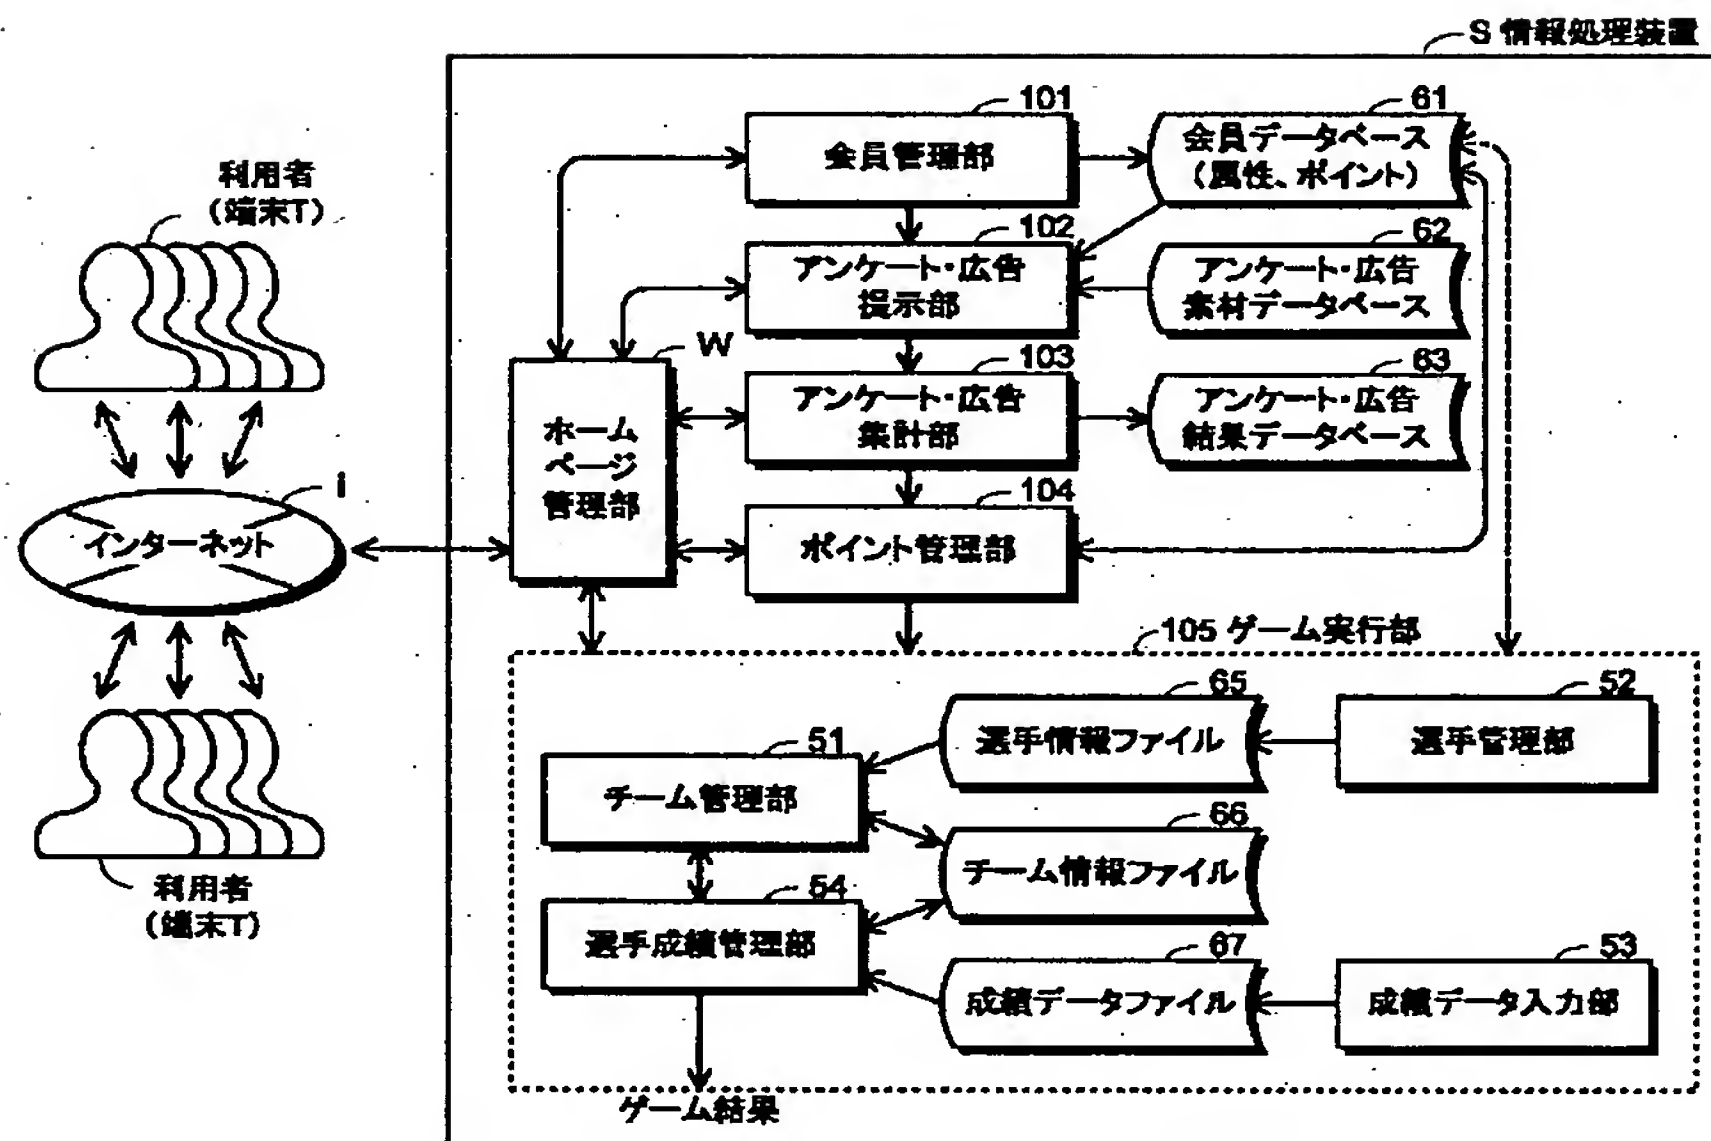 S 情報処理装置
101
会員管理部
61
会員データベース
(属性、ポイント)
利用者
(端末T)
102
アンケート・広告
提示部
62
アンケート・広告
素材データベース
W
ホーム
ページ
管理部
103
アンケート・広告
集計部
63
アンケート・広告
結果データベース
i
インターネット
104
ポイント管理部
105 ゲーム実行部
65
選手情報ファイル
52
選手管理部
51
チーム管理部
66
チーム情報ファイル
利用者
(端末T)
54
選手成績管理部
67
成績データファイル
53
成績データ入力部
ゲーム結果